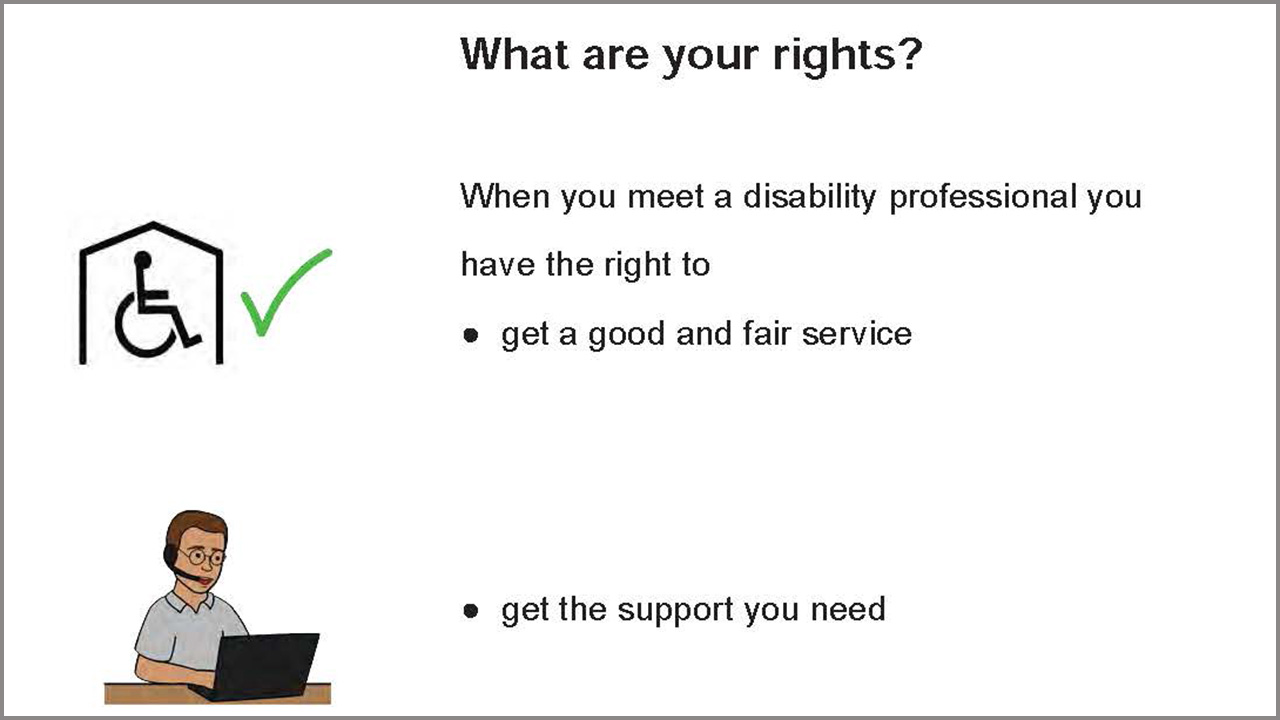 What are your rights?
When you meet a disability professional you
have the right to
● get a good and fair service
● get the support you need